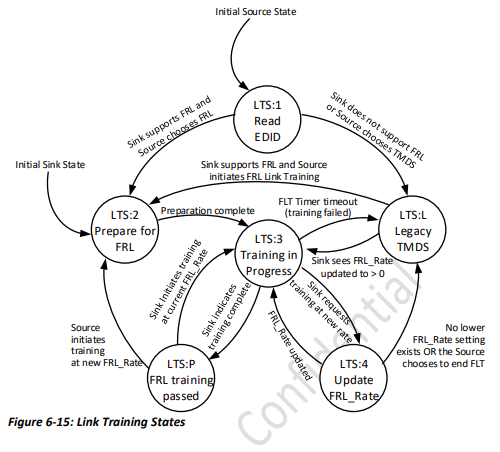 Initial Source State
LTS:1
Read
EDID
Sink supports FRL and
Source chooses FRL
Sink does not support FRL
or Source chooses TMDS
Initial Sink State
Sink supports FRL and Source
initiates FRL Link Training
LTS:2
Prepare for
FRL
Preparation complete
FLT Timer timeout
(training failed)
LTS:L
Legacy
TMDS
LTS:3
Training in
Progress
Sink sees FRL_Rate
updated to > 0
Sink Initiates training
at current FRL_Rate
Sink indicates
training complete
Sink requests
training at new rate
FRL_Rate updated
Source
initiates
training
at new FRL_Rate
No lower
FRL_Rate setting
exists OR the Source
chooses to end FLT
LTS:P
FRL training
passed
LTS:4
Update
FRL_Rate
Confidential
Figure 6-15: Link Training States